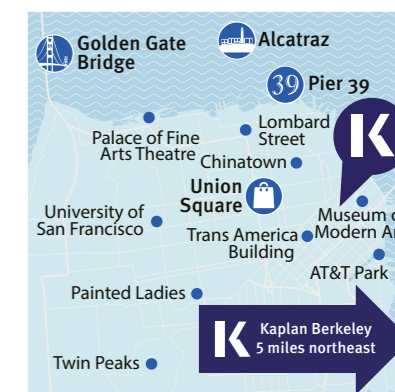 Golden Gate
Bridge
Alcatraz
39 Pier 39
Palace of Fine
Arts Theatre
Lombard
Street
Chinatown
K
Union
Square
University of
San Francisco
Museum
Modern
Trans America
Building
AT&T Park
Painted Ladies
K Kaplan Berkeley
5 miles northeast
Twin Peaks